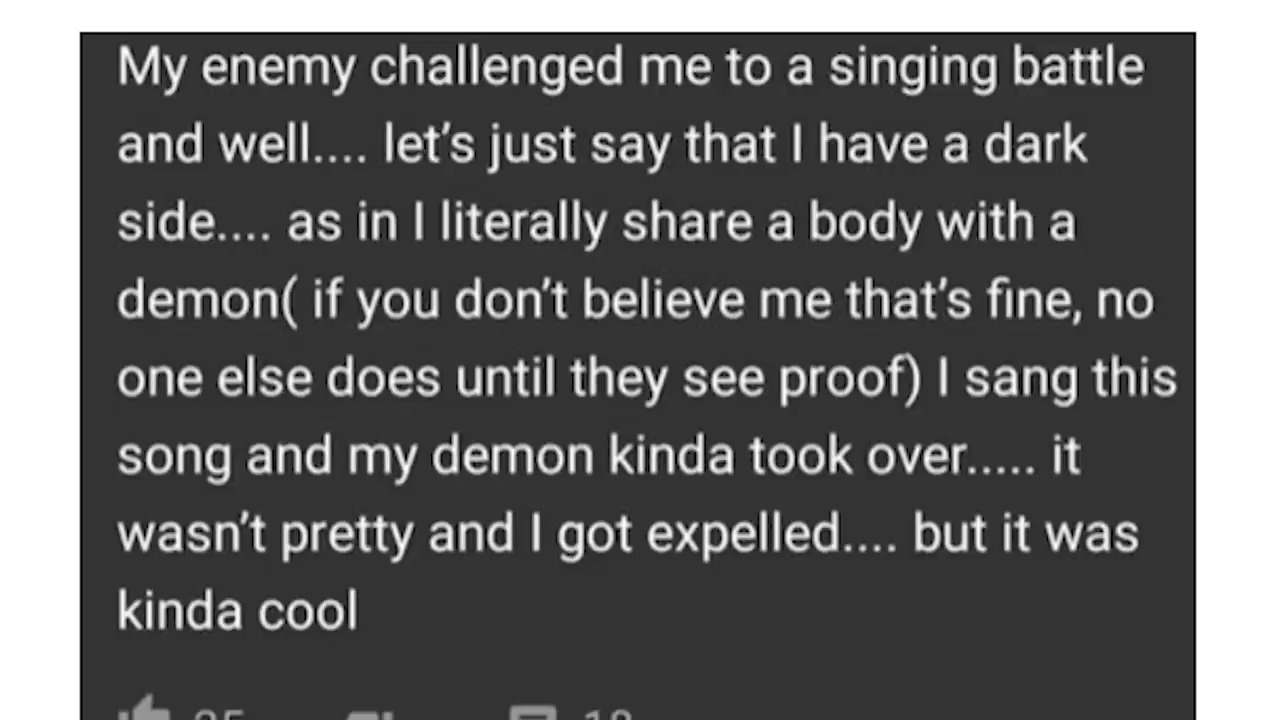 My enemy challenged me to a singing battle
and well.... let's just say that I have a dark
side.... as in I literally share a body with a
demon( if you don't believe me that's fine, no
one else does until they see proof) I sang this
song and my demon kinda took over..... it
wasn't pretty and I got expelled.... but it was
kinda cool